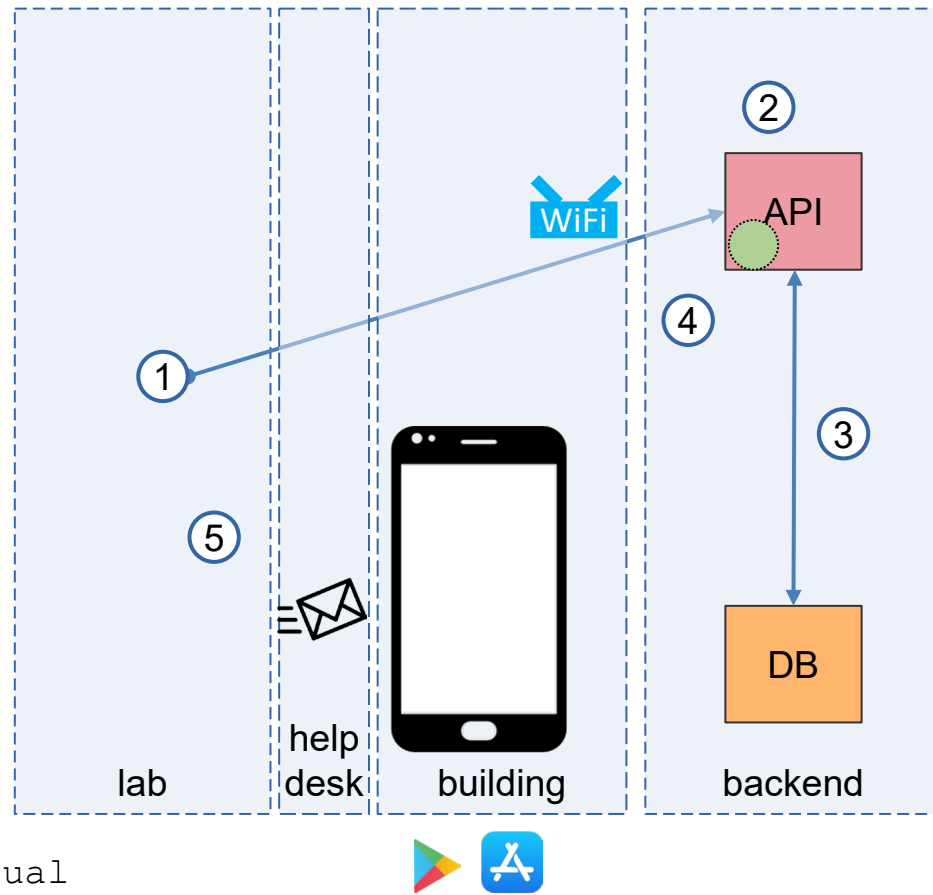 2
WiFi
API
4
1
3
5
DB
help
desk
lab
building
backend
ual